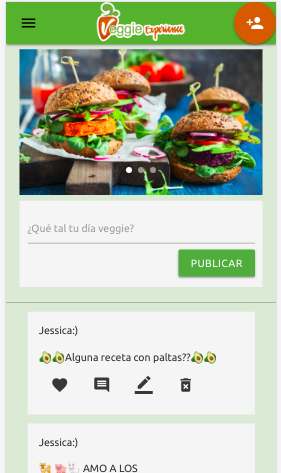 Veggie Experience
¿Qué tal tu día veggie?
PUBLICAR
Jessica:)
🥑🥑Alguna receta con paltas??🥑🥑
Jessica:)
AMO A LOS